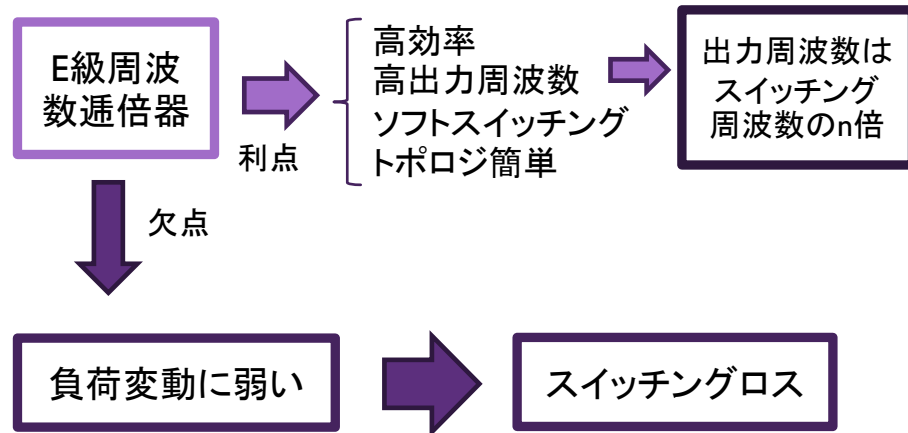 E級周波
数逓倍器
利点
高効率
高出力周波数
ソフトスイッチング
トポロジ簡単
出力周波数は
スイッチング
周波数のn倍
欠点
負荷変動に弱い
スイッチングロス